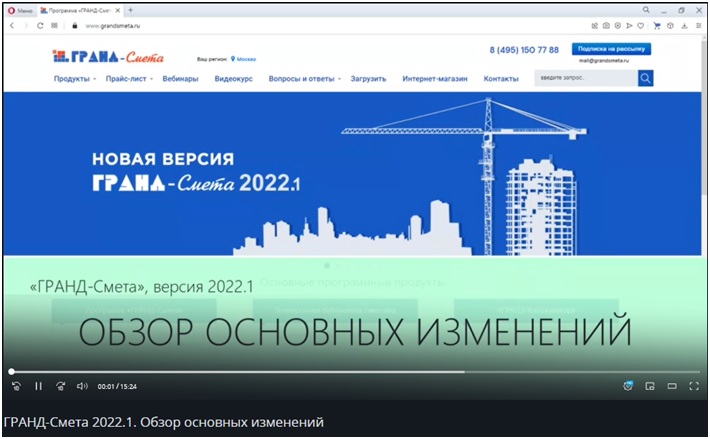 Меню
Программа «ГРАНД-Смет
www.grandsmeta.ru
ГРАНД-Смета
Ваш регион:
Москва
8 (495) 150 77 88
Подписка на рассылку
mail@grandsmeta.ru
Продукты
Прайс-лист
Вебинары
Видеокурс
Вопросы и ответы
Загрузить
Интернет-магазин
Контакты
введите запрос..
НОВАЯ ВЕРСИЯ
ГРАНД-Смета 2022.1
Основные программные продукты
«ГРАНД-Смета», версия 2022.1
ОБЗОР ОСНОВНЫХ ИЗМЕНЕНИЙ
00:01 / 15:24
ГРАНД-Смета 2022.1. Обзор основных изменений